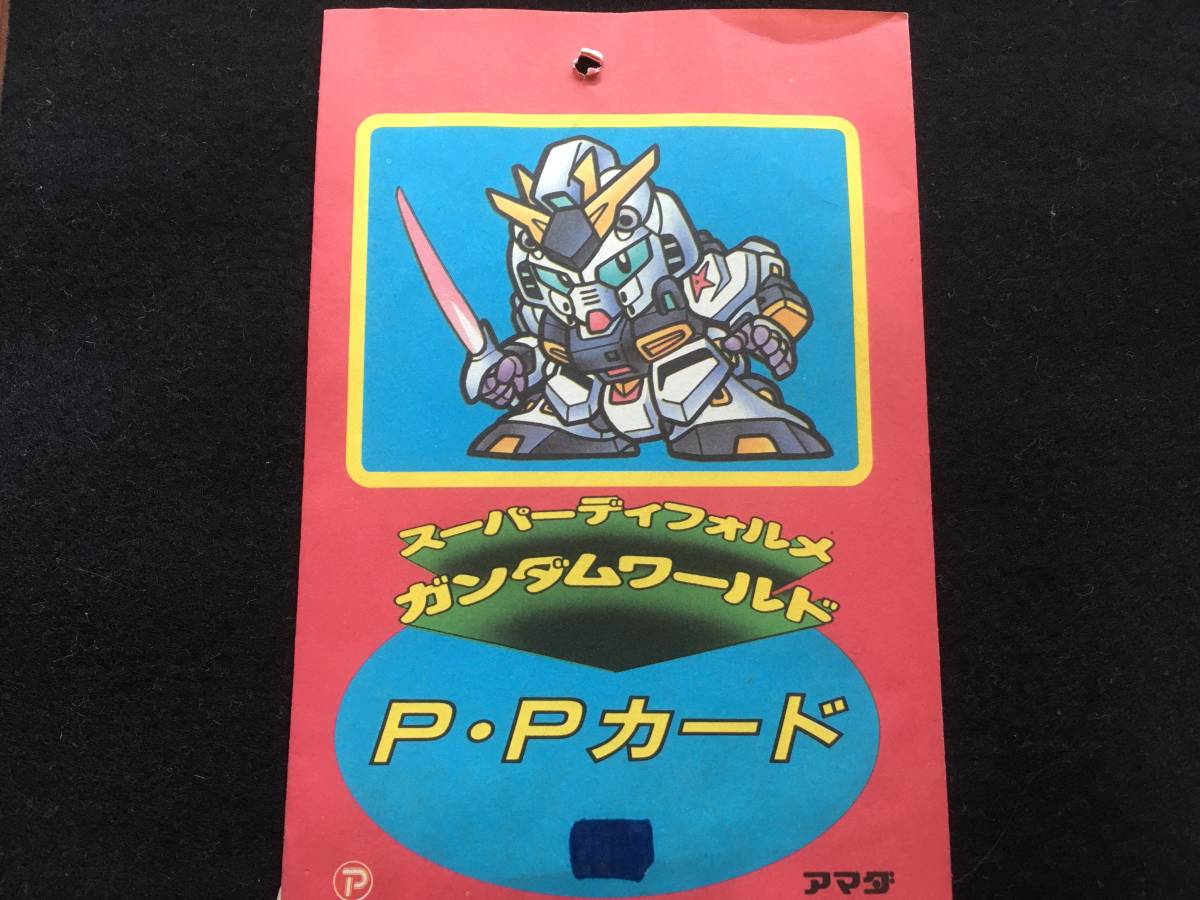 スーパーディフォルメ
ガンダムワールド
P・Pカード
P
アマダ